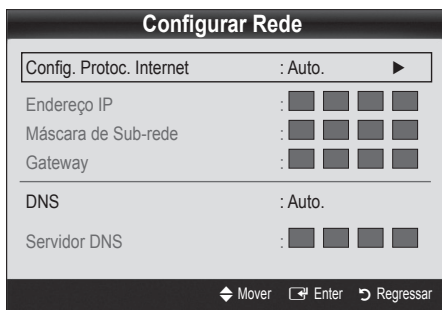 Configurar Rede
Config. Protoc. Internet : Auto. ►
Endereço IP :
Máscara de Sub-rede :
Gateway :
DNS : Auto.
Servidor DNS :
Mover Enter Regressar